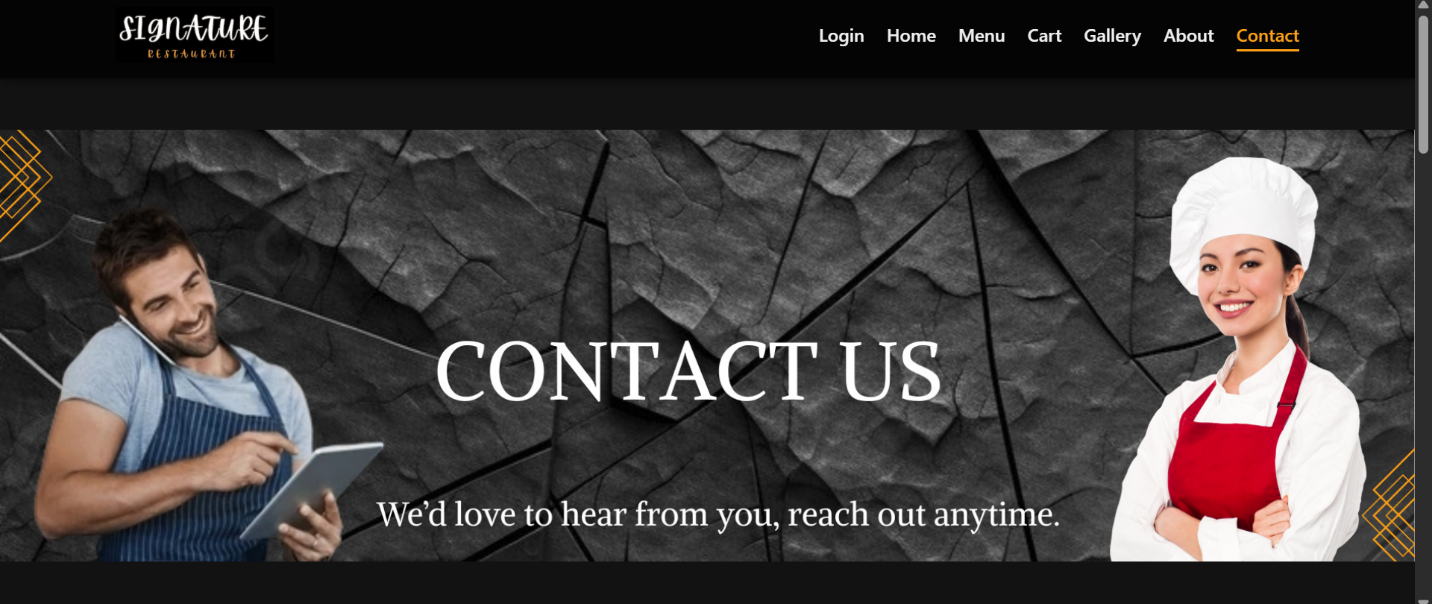 SIGNATURE
RESTAURANT
Login Home Menu Cart Gallery About Contact
CONTACT US
We'd love to hear from you, reach out anytime.